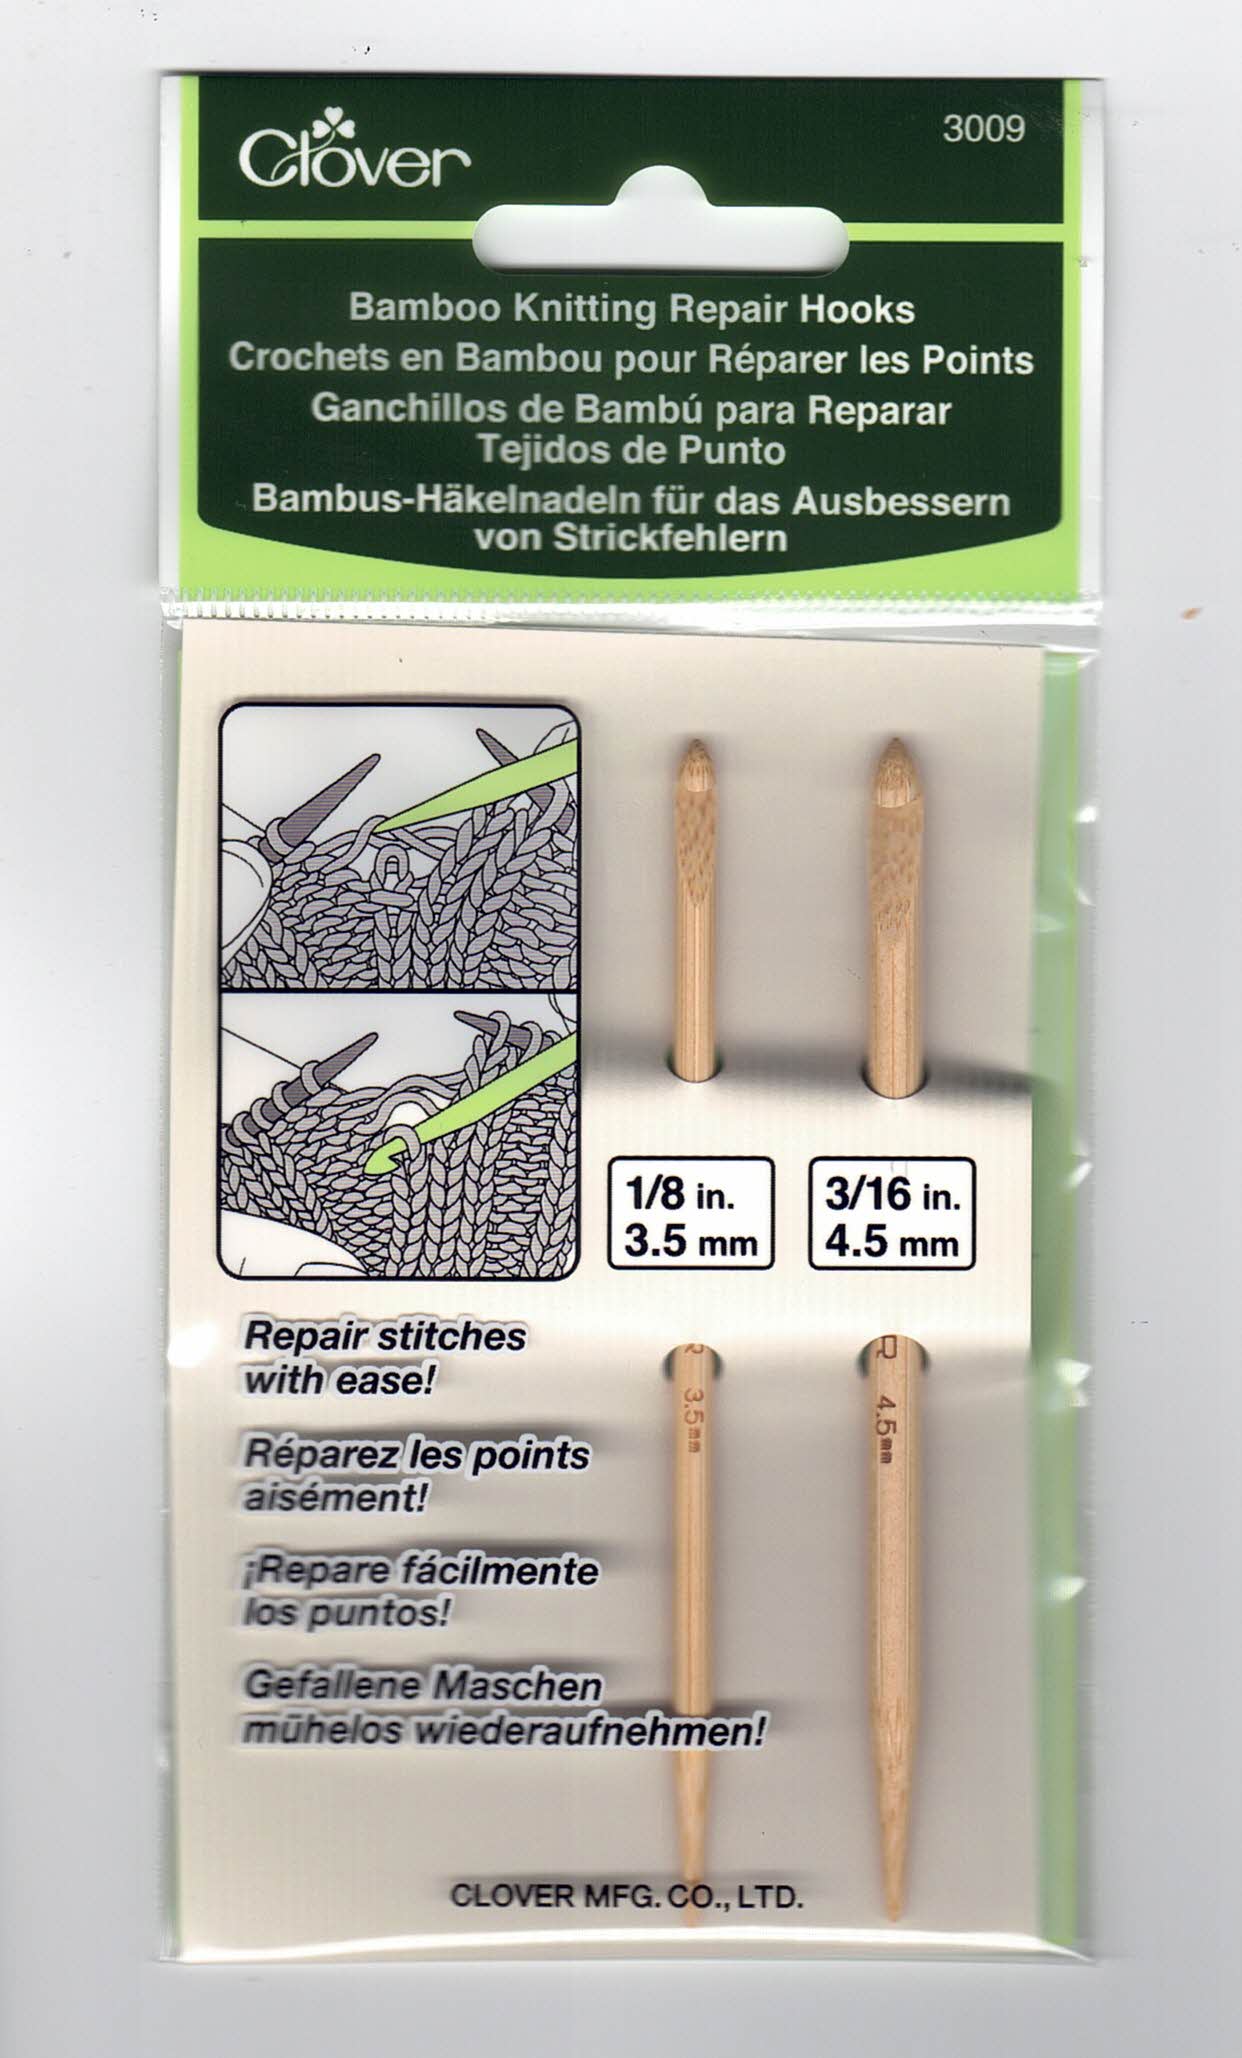 Clover
3009
Bamboo Knitting Repair Hooks
Crochets en Bambou pour Réparer les Points
Ganchillos de Bambú para Reparar
Tejidos de Punto
Bambus-Häkelnadeln für das Ausbessern
von Strickfehlern
1/8 in.
3.5 mm
3/16 in.
4.5 mm
Repair stitches
with ease!
Réparez les points
aisément!
¡Repare fácilmente
los puntos!
Gefallene Maschen
mühelos wiederaufnehmen!
3.5mm
4.5mm
CLOVER MFG. CO., LTD.